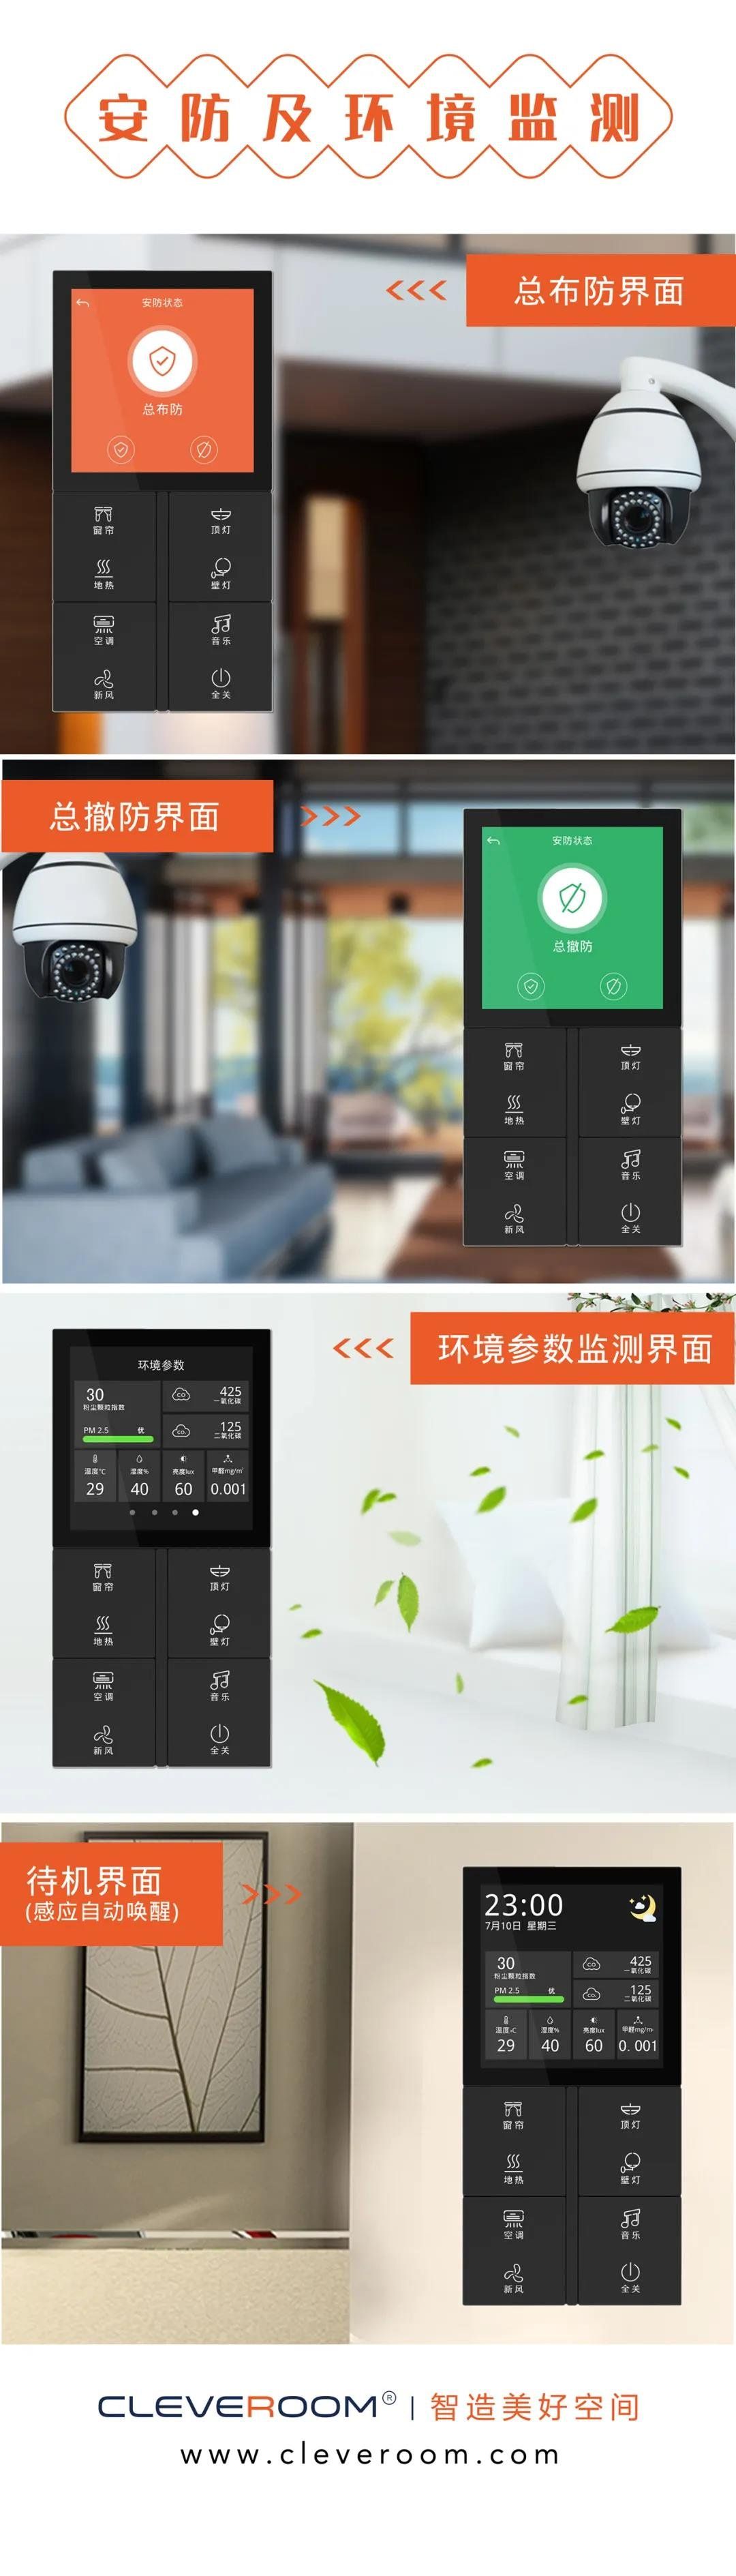 安防及环境监测
总布防界面
安防状态
总布防
窗帘
顶灯
地热
壁灯
空调
音乐
新风
全关
总撤防界面
安防状态
总撤防
窗帘
顶灯
地热
壁灯
空调
音乐
新风
全关
环境参数监测界面
环境参数
30
粉尘颗粒指数
PM 2.5 优
CO 425
一氧化碳
CO₂ 125
二氧化碳
温度℃ 湿度% 亮度lux 甲醛mg/m³
29 40 60 0.001
窗帘
顶灯
地热
壁灯
空调
音乐
新风
全关
待机界面
(感应自动唤醒)
23:00
7月10日 星期三
30
粉尘颗粒指数
PM 2.5 优
CO 425
一氧化碳
CO₂ 125
二氧化碳
温度℃ 湿度% 亮度lux 甲醛mg/m³
29 40 60 0.001
窗帘
顶灯
地热
壁灯
空调
音乐
新风
全关
CLEVEROOM® | 智造美好空间
www.cleveroom.com